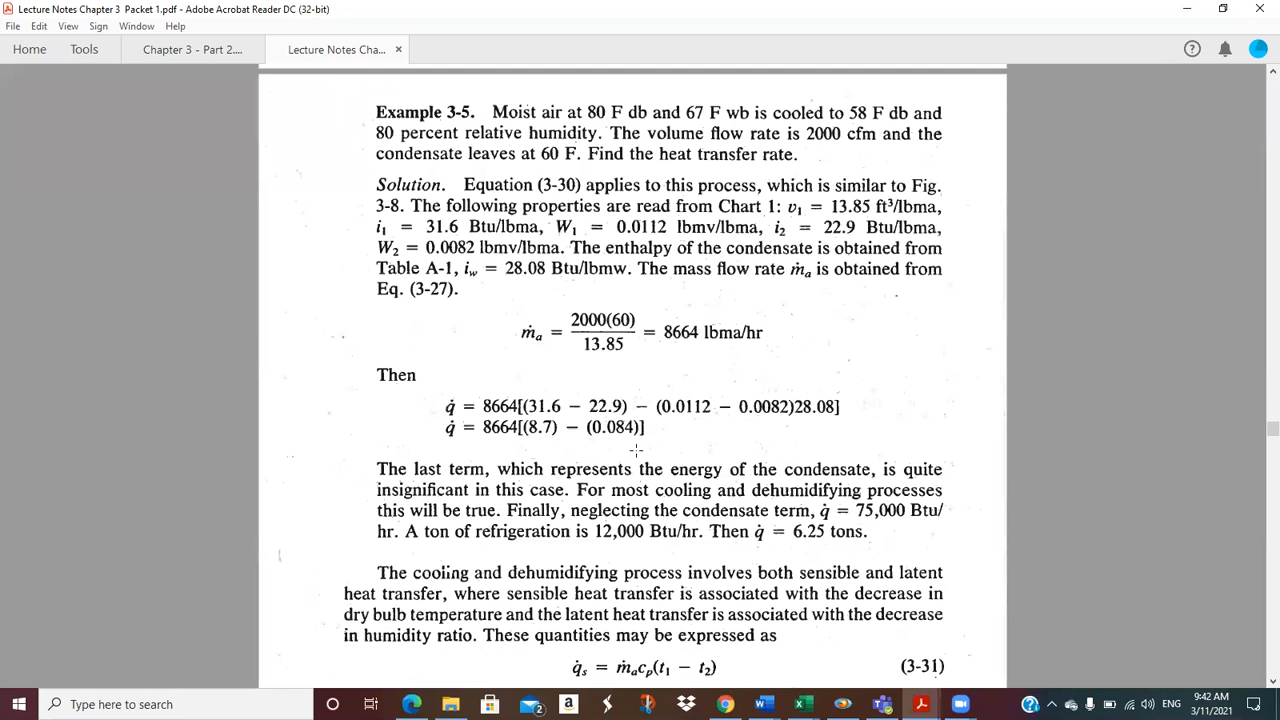 Lecture Notes Chapter 3 Packet 1.pdf - Adobe Acrobat Reader DC (32-bit)
File Edit View Sign Window Help
Home Tools Chapter 3 - Part 2.... Lecture Notes Cha... ×
Example 3-5. Moist air at 80 F db and 67 F wb is cooled to 58 F db and
80 percent relative humidity. The volume flow rate is 2000 cfm and the
condensate leaves at 60 F. Find the heat transfer rate.
Solution. Equation (3-30) applies to this process, which is similar to Fig.
3-8. The following properties are read from Chart 1: v₁ = 13.85 ft³/lbma,
i₁ = 31.6 Btu/lbma, W₁ = 0.0112 lbmv/lbma, i₂ = 22.9 Btu/lbma,
W₂ = 0.0082 lbmv/lbma. The enthalpy of the condensate is obtained from
Table A-1, i_w = 28.08 Btu/lbmw. The mass flow rate ṁₐ is obtained from
Eq. (3-27).
ṁₐ = 2000(60) / 13.85 = 8664 lbma/hr
Then
q̇ = 8664[(31.6 − 22.9) − (0.0112 − 0.0082)28.08]
q̇ = 8664[(8.7) − (0.084)]
The last term, which represents the energy of the condensate, is quite
insignificant in this case. For most cooling and dehumidifying processes
this will be true. Finally, neglecting the condensate term, q̇ = 75,000 Btu/
hr. A ton of refrigeration is 12,000 Btu/hr. Then q̇ = 6.25 tons.
The cooling and dehumidifying process involves both sensible and latent
heat transfer, where sensible heat transfer is associated with the decrease in
dry bulb temperature and the latent heat transfer is associated with the decrease
in humidity ratio. These quantities may be expressed as
q̇ₛ = ṁₐcₚ(t₁ − t₂) (3-31)
Type here to search
2
ENG
9:42 AM
3/11/2021